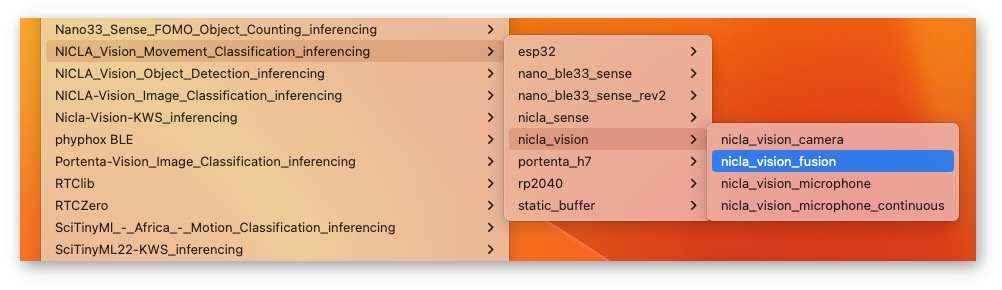 Nano33_Sense_FOMO_Object_Counting_inferencing
NICLA_Vision_Movement_Classification_inferencing
NICLA_Vision_Object_Detection_inferencing
NICLA-Vision_Image_Classification_inferencing
Nicla-Vision-KWS_inferencing
phyphox BLE
Portenta-Vision_Image_Classification_inferencing
RTClib
RTCZero
SciTinyMl_-_Africa_-_Motion_Classification_inferencing
SciTinyML22-KWS_inferencing
esp32
nano_ble33_sense
nano_ble33_sense_rev2
nicla_sense
nicla_vision
portenta_h7
rp2040
static_buffer
nicla_vision_camera
nicla_vision_fusion
nicla_vision_microphone
nicla_vision_microphone_continuous